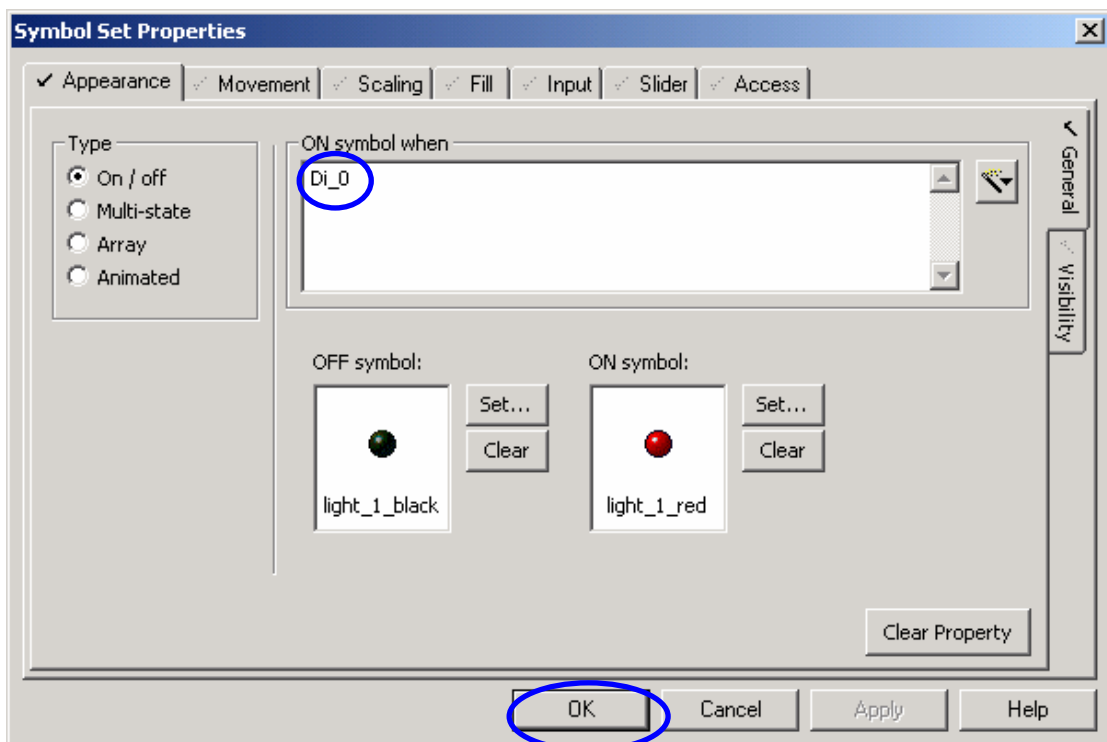 Symbol Set Properties
Appearance Movement Scaling Fill Input Slider Access
General
Visibility
Type
On / off
Multi-state
Array
Animated
ON symbol when
Di_0
OFF symbol:
Set...
Clear
light_1_black
ON symbol:
Set...
Clear
light_1_red
Clear Property
OK Cancel Apply Help